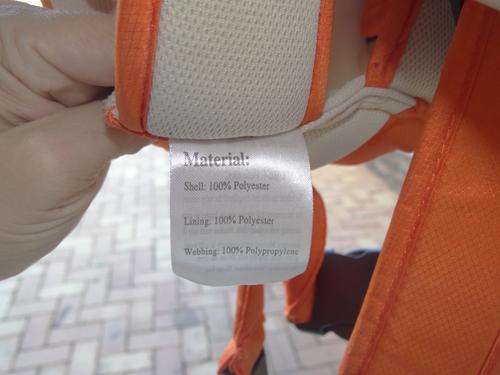 Material:
Shell: 100% Polyester
Lining: 100% Polyester
Webbing: 100% Polypropylene